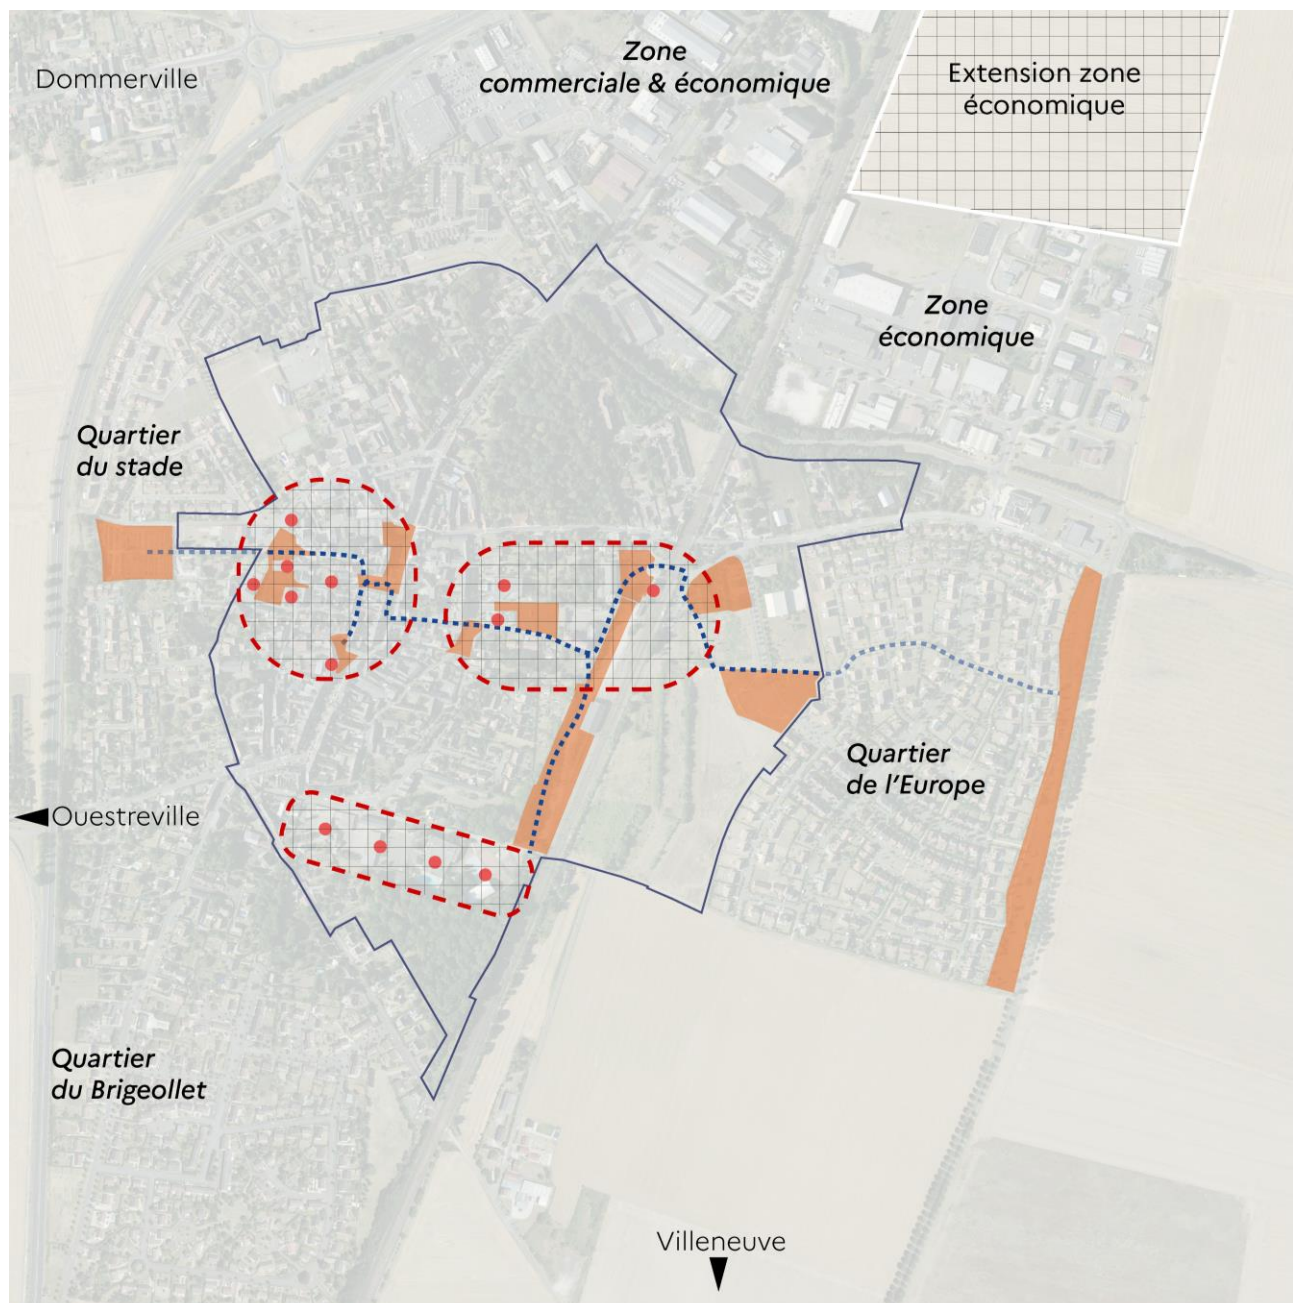 Zone
commerciale & économique
Dommerville
Extension zone
économique
Zone
économique
Quartier
du stade
Quartier
de l'Europe
Ouestreville
Quartier
du Brigeollet
Villeneuve